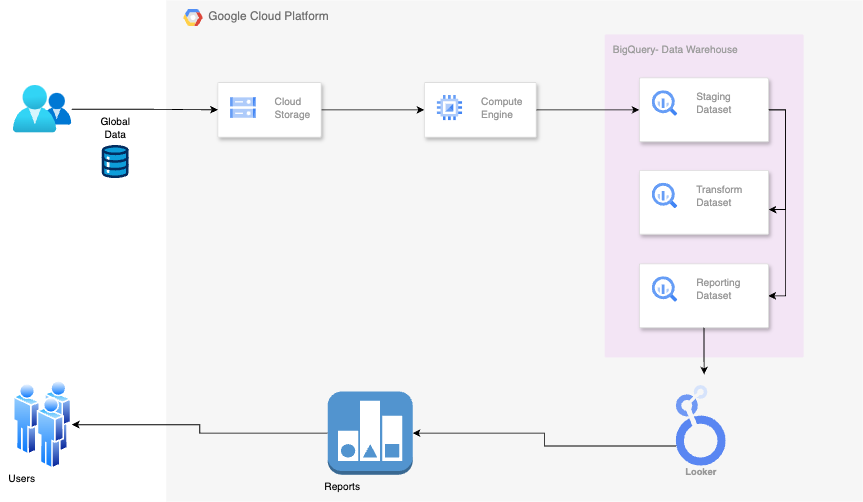 Google Cloud Platform
BigQuery- Data Warehouse
Global
Data
Cloud
Storage
Compute
Engine
Staging
Dataset
Transform
Dataset
Reporting
Dataset
Users
Reports
Looker